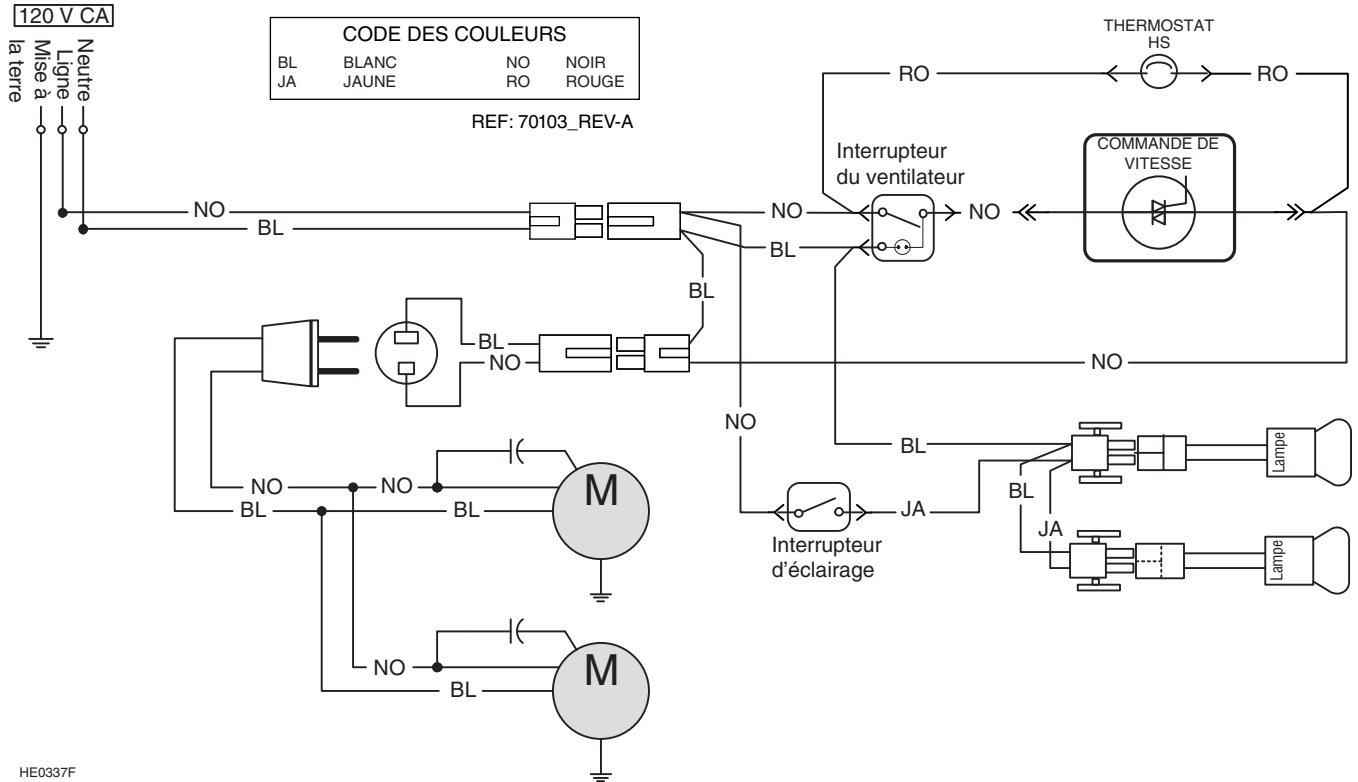 120 V CA
Neutre
Ligne
Mise à
la terre
CODE DES COULEURS
BL BLANC NO NOIR
JA JAUNE RO ROUGE
REF: 70103_REV-A
THERMOSTAT
HS
RO
RO
COMMANDE DE
VITESSE
Interrupteur
du ventilateur
NO
BL
NO
NO
BL
BL
BL
NO
NO
NO
BL
Lampe
BL
JA
JA
Interrupteur
d'éclairage
Lampe
NO
NO
BL
BL
M
NO
BL
M
HE0337F